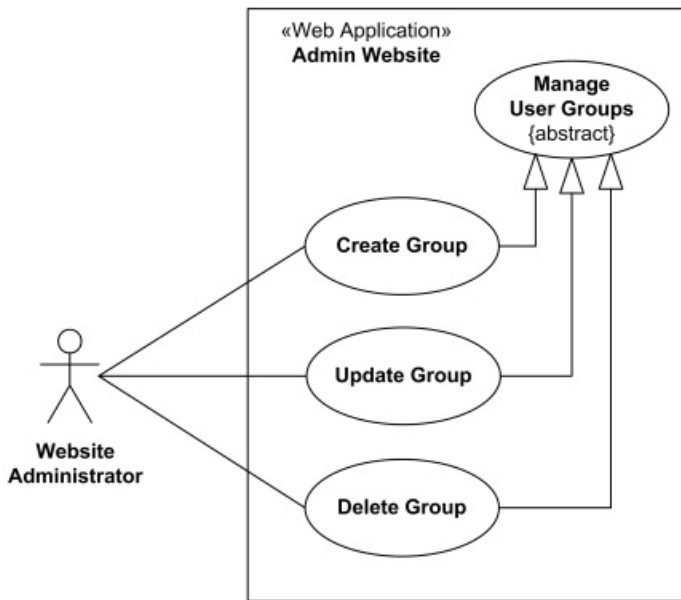 «Web Application»
Admin Website
Manage
User Groups
{abstract}
Create Group
Update Group
Website
Administrator
Delete Group